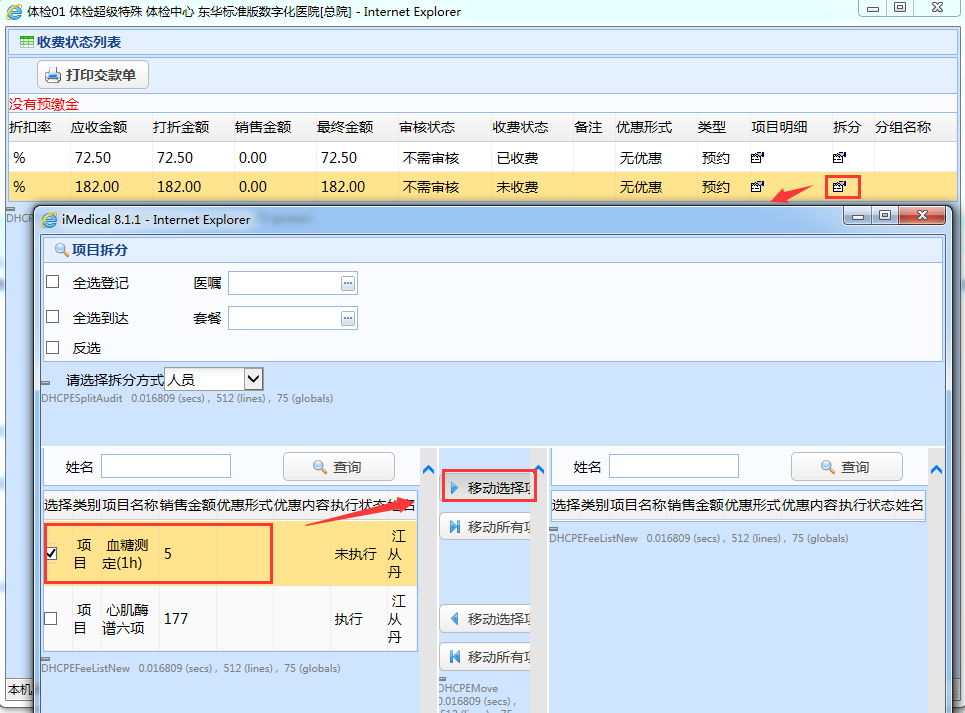 体检01 体检超级特殊 体检中心 东华标准版数字化医院[总院] - Internet Explorer
收费状态列表
打印交款单
没有预缴金
折扣率 应收金额 打折金额 销售金额 最终金额 审核状态 收费状态 备注 优惠形式 类型 项目明细 拆分 分组名称
% 72.50 72.50 0.00 72.50 不需审核 已收费 无优惠 预约
% 182.00 182.00 0.00 182.00 不需审核 未收费 无优惠 预约
DHCP
iMedical 8.1.1 - Internet Explorer
项目拆分
全选登记 医嘱
全选到达 套餐
反选
请选择拆分方式 人员
DHCPESplitAudit 0.016809 (secs) , 512 (lines) , 75 (globals)
姓名 查询
选择类别项目名称销售金额优惠形式优惠内容执行状态姓名
项目 血糖测定(1h) 5 未执行 江从丹
项目 心肌酶谱六项 177 执行 江从丹
DHCPEFeeListNew 0.016809 (secs) , 512 (lines) , 75 (globals)
移动选择项
移动所有项
移动选择项
移动所有项
DHCPEMove
0.016809 (secs) ,
512 (lines) , 75
姓名 查询
选择类别项目名称销售金额优惠形式优惠内容执行状态姓名
DHCPEFeeListNew 0.016809 (secs) , 512 (lines) , 75 (globals)
本机